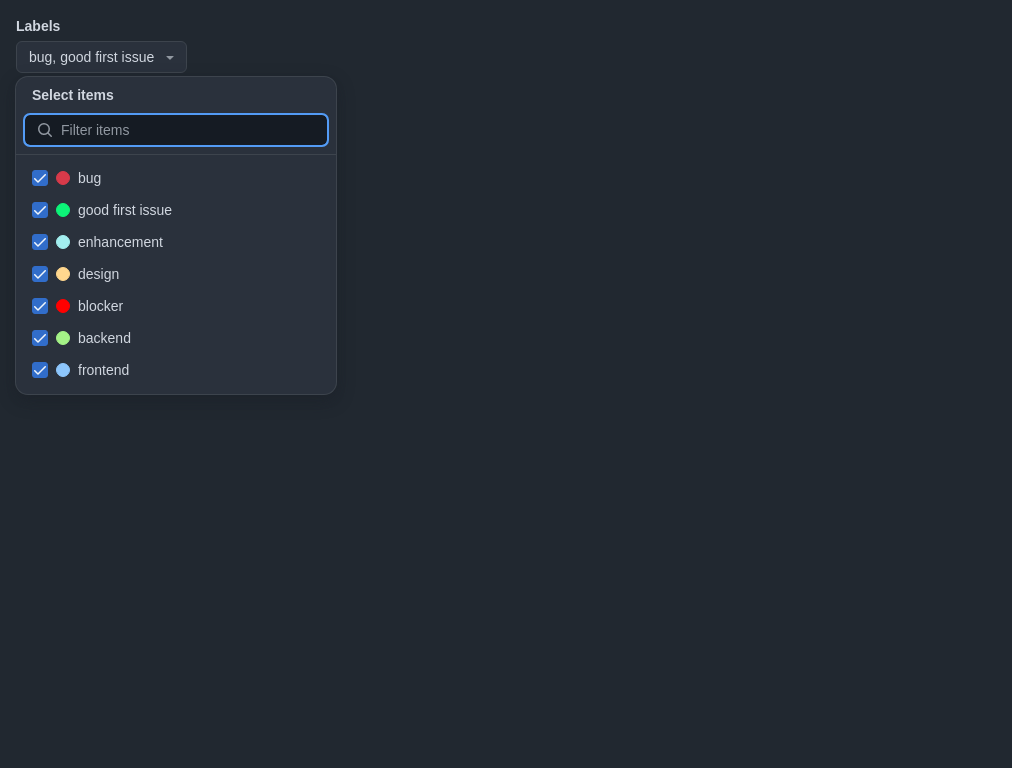 Labels
bug, good first issue
Select items
Filter items
bug
good first issue
enhancement
design
blocker
backend
frontend